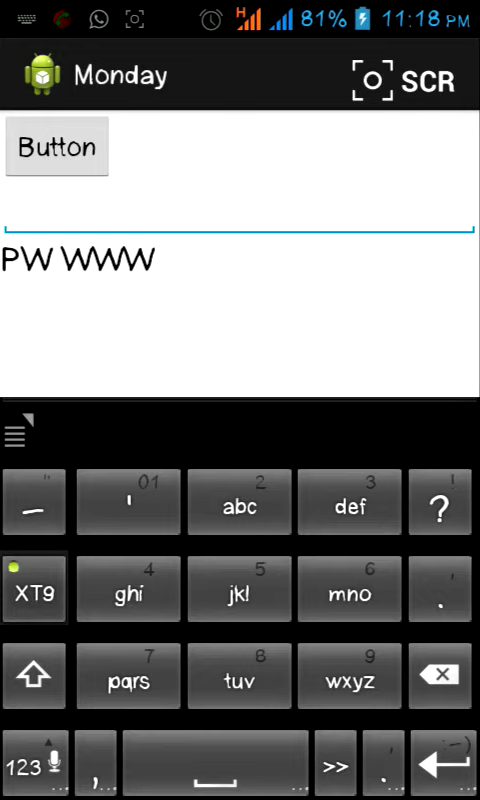 H 81% 11:18 PM
Monday SCR
Button
PW WWW
" 01 2 3 !
_ ' abc def ?
4 5 6 '
XT9 ghi jkl mno .
7 8 9
pqrs tuv wxyz
' :-)
123 ... , ... ... >> . ... ...